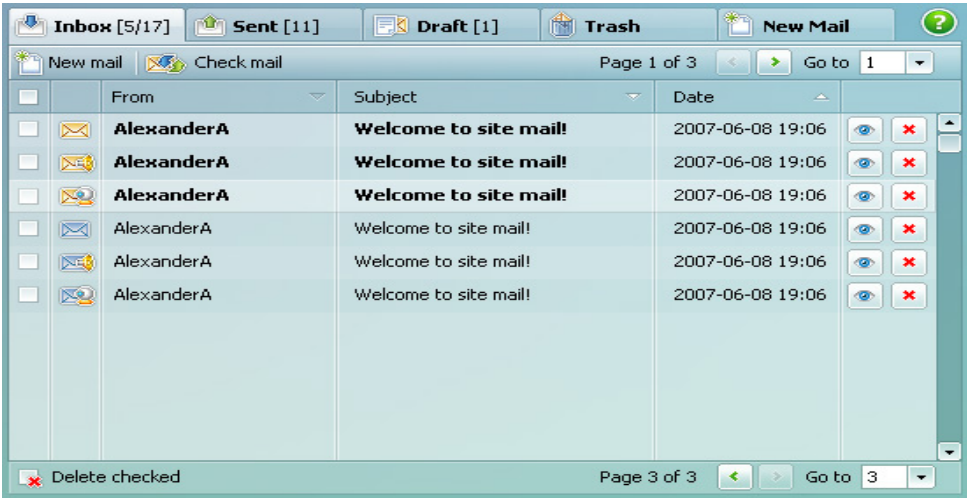 Inbox [5/17] Sent [11] Draft [1] Trash New Mail ?
New mail Check mail Page 1 of 3 < > Go to 1
From Subject Date
AlexanderA Welcome to site mail! 2007-06-08 19:06
AlexanderA Welcome to site mail! 2007-06-08 19:06
AlexanderA Welcome to site mail! 2007-06-08 19:06
AlexanderA Welcome to site mail! 2007-06-08 19:06
AlexanderA Welcome to site mail! 2007-06-08 19:06
AlexanderA Welcome to site mail! 2007-06-08 19:06
Delete checked Page 3 of 3 < > Go to 3